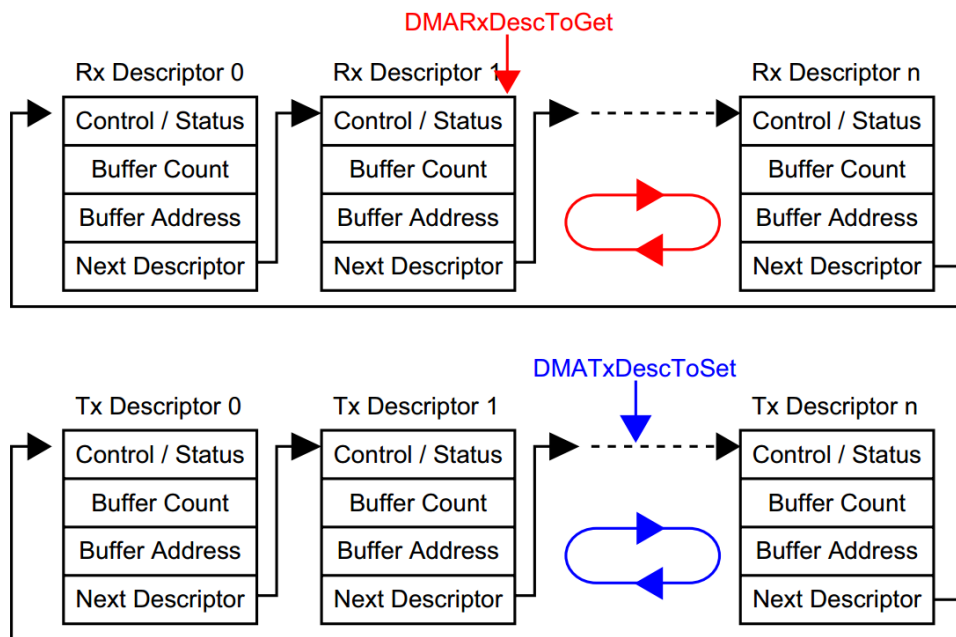 DMARxDescToGet
Rx Descriptor 0 Rx Descriptor 1 Rx Descriptor n
Control / Status Control / Status Control / Status
Buffer Count Buffer Count Buffer Count
Buffer Address Buffer Address Buffer Address
Next Descriptor Next Descriptor Next Descriptor
DMATxDescToSet
Tx Descriptor 0 Tx Descriptor 1 Tx Descriptor n
Control / Status Control / Status Control / Status
Buffer Count Buffer Count Buffer Count
Buffer Address Buffer Address Buffer Address
Next Descriptor Next Descriptor Next Descriptor